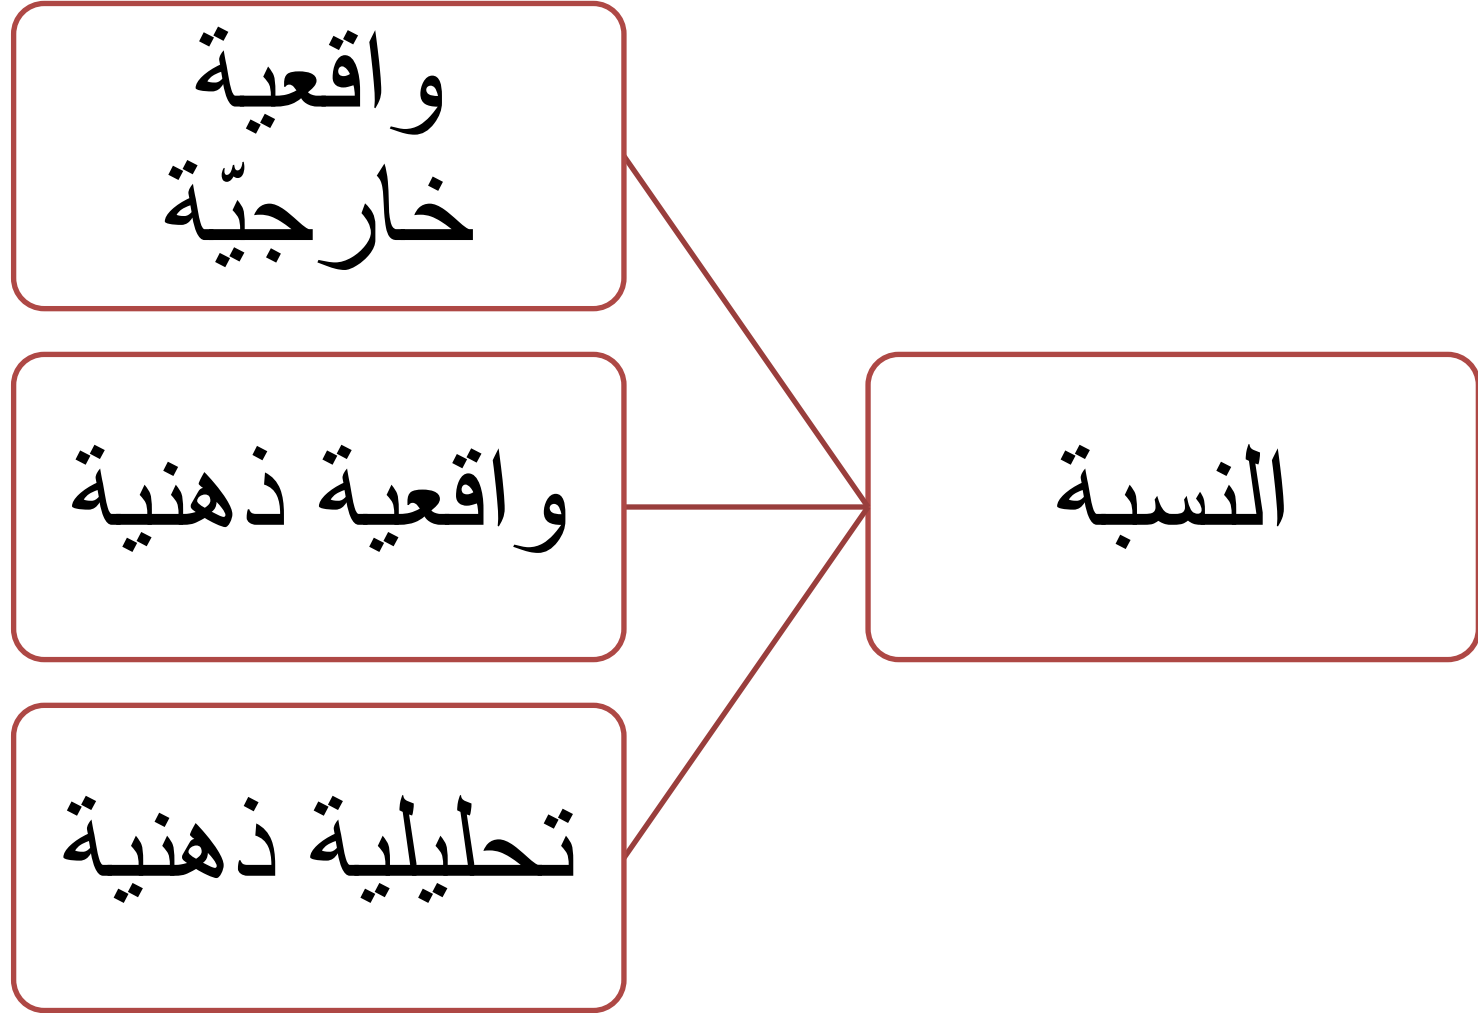 النسبة
واقعية
خارجيّة
واقعية ذهنية
تحليلية ذهنية